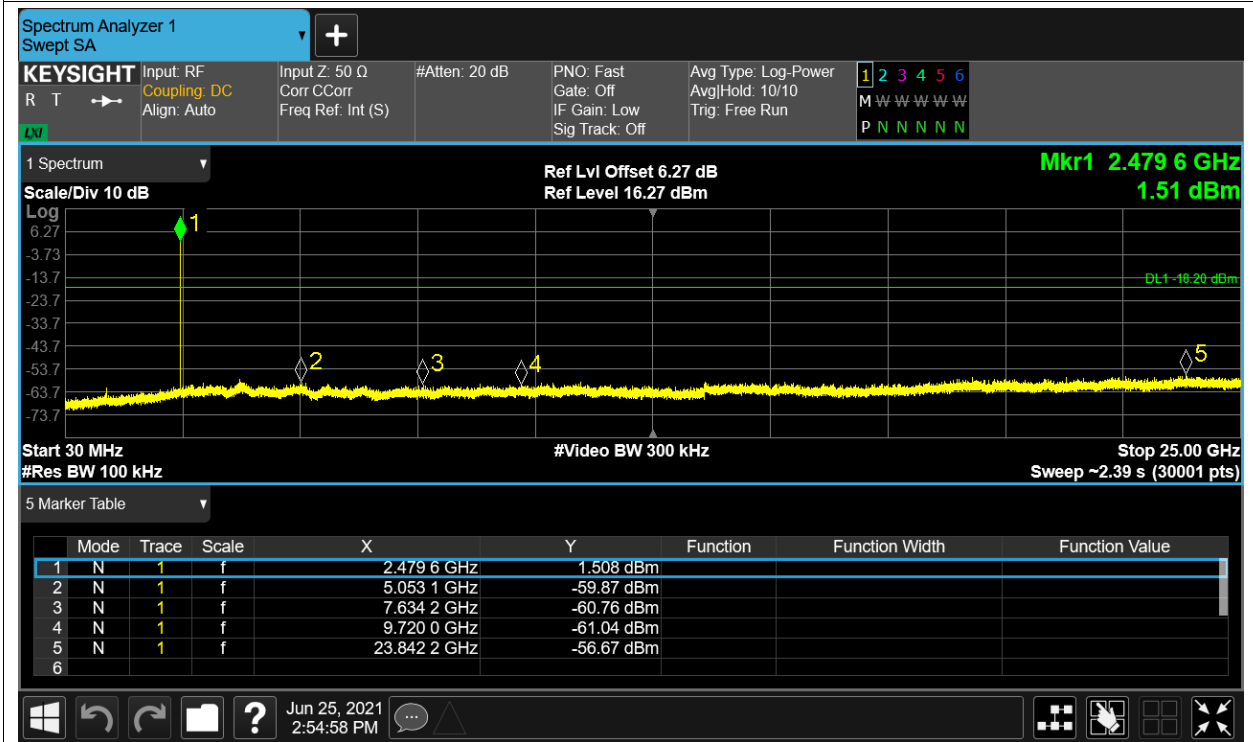 Spectrum Analyzer 1
Swept SA
+
KEYSIGHT Input: RF Input Z: 50 Ω #Atten: 20 dB PNO: Fast Avg Type: Log-Power 1 2 3 4 5 6
R T Coupling: DC Corr CCorr Gate: Off Avg|Hold: 10/10 M W W W W W
Align: Auto Freq Ref: Int (S) IF Gain: Low Trig: Free Run
LXI Sig Track: Off P N N N N N
1 Spectrum Ref Lvl Offset 6.27 dB Mkr1 2.479 6 GHz
Scale/Div 10 dB Ref Level 16.27 dBm 1.51 dBm
Log
1
6.27
-3.73
-13.7
DL1 -18.20 dBm
-23.7
-33.7
-43.7
2 3 4 5
-53.7
-63.7
-73.7
Start 30 MHz #Video BW 300 kHz Stop 25.00 GHz
#Res BW 100 kHz Sweep ~2.39 s (30001 pts)
5 Marker Table
Mode Trace Scale X Y Function Function Width Function Value
1 N 1 f 2.479 6 GHz 1.508 dBm
2 N 1 f 5.053 1 GHz -59.87 dBm
3 N 1 f 7.634 2 GHz -60.76 dBm
4 N 1 f 9.720 0 GHz -61.04 dBm
5 N 1 f 23.842 2 GHz -56.67 dBm
6
? Jun 25, 2021
2:54:58 PM